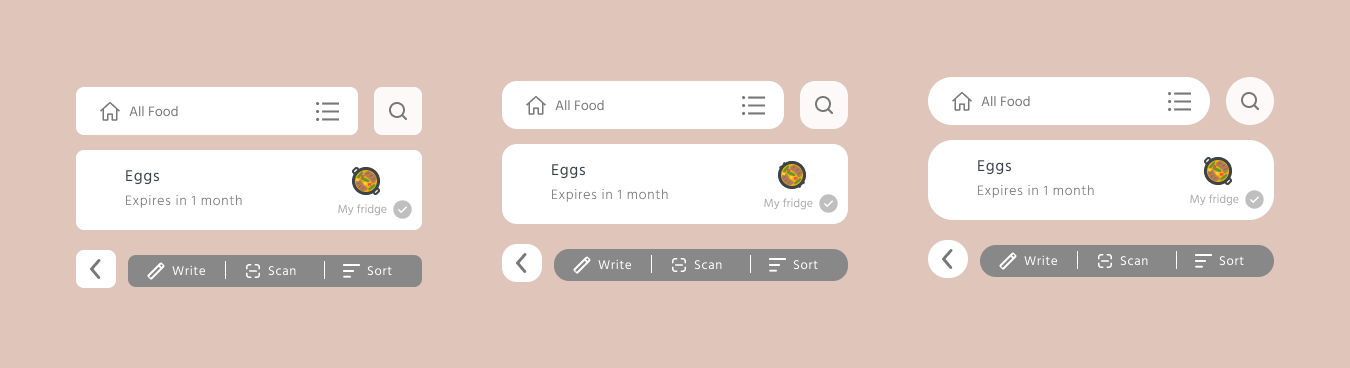 All Food
Eggs
Expires in 1 month
My fridge
Write Scan Sort
All Food
Eggs
Expires in 1 month
My fridge
Write Scan Sort
All Food
Eggs
Expires in 1 month
My fridge
Write Scan Sort